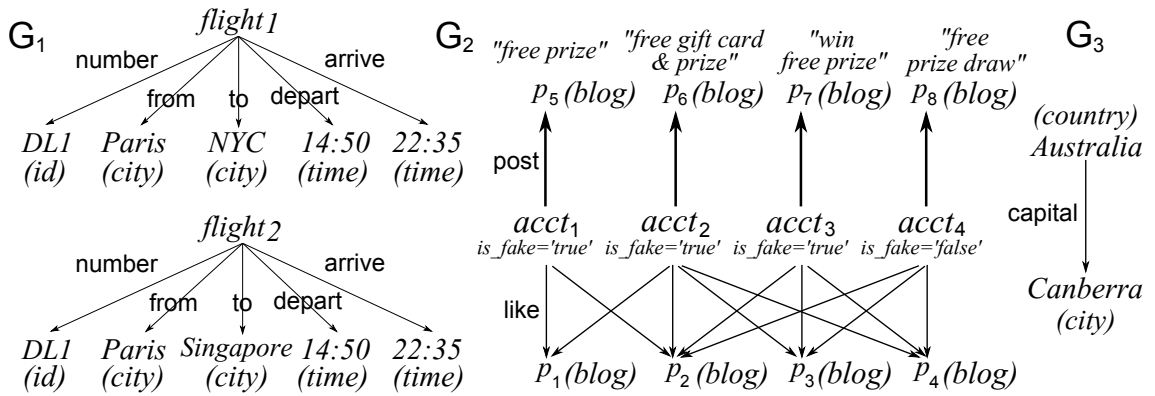 G1
flight1
number
arrive
from
to
depart
DL1 Paris NYC 14:50 22:35
(id) (city) (city) (time) (time)
flight2
number
arrive
from
to
depart
DL1 Paris Singapore 14:50 22:35
(id) (city) (city) (time) (time)
G2
"free prize"
"free gift card
& prize"
"win
free prize"
"free
prize draw"
p5 (blog) p6 (blog) p7 (blog) p8 (blog)
post
acct1 acct2 acct3 acct4
is_fake='true' is_fake='true' is_fake='true' is_fake='false'
like
p1 (blog) p2 (blog) p3 (blog) p4 (blog)
G3
(country)
Australia
capital
Canberra
(city)